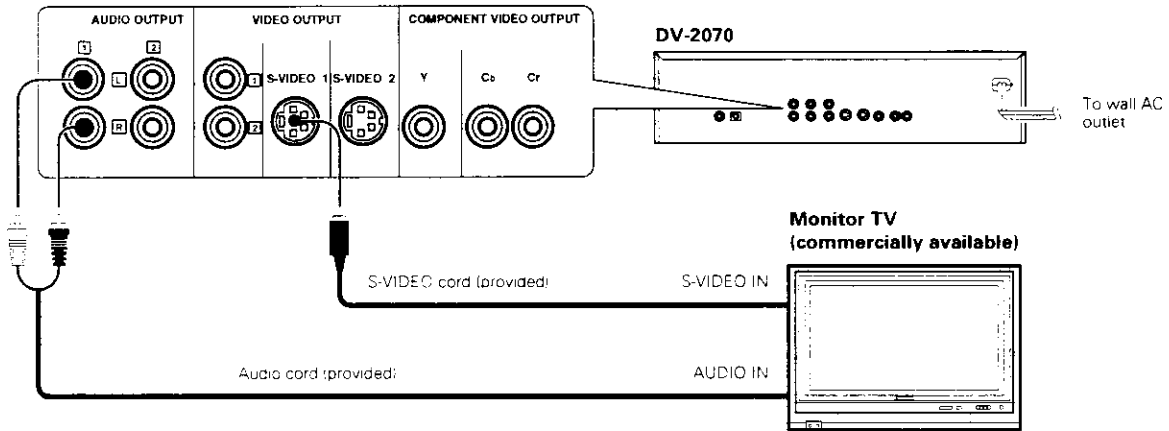 AUDIO OUTPUT
VIDEO OUTPUT
COMPONENT VIDEO OUTPUT
1
2
L
R
1
2
S-VIDEO 1
S-VIDEO 2
Y
Cb
Cr
DV-2070
To wall AC
outlet
Monitor TV
(commercially available)
S-VIDEO cord (provided)
S-VIDEO IN
Audio cord (provided)
AUDIO IN